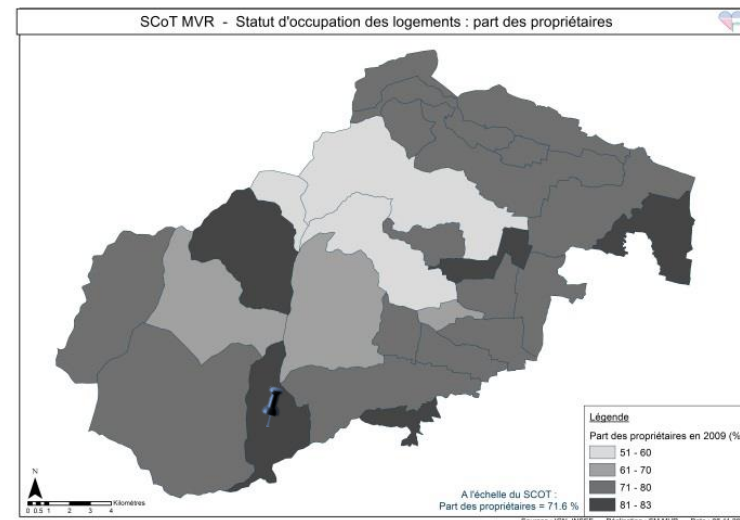 SCoT MVR - Statut d'occupation des logements : part des propriétaires
Légende
Part des propriétaires en 2009 (%
51 - 60
61 - 70
71 - 80
81 - 83
N
0 0.5 1 2 3 4
Kilomètres
A l'échelle du SCOT :
Part des propriétaires = 71.6 %